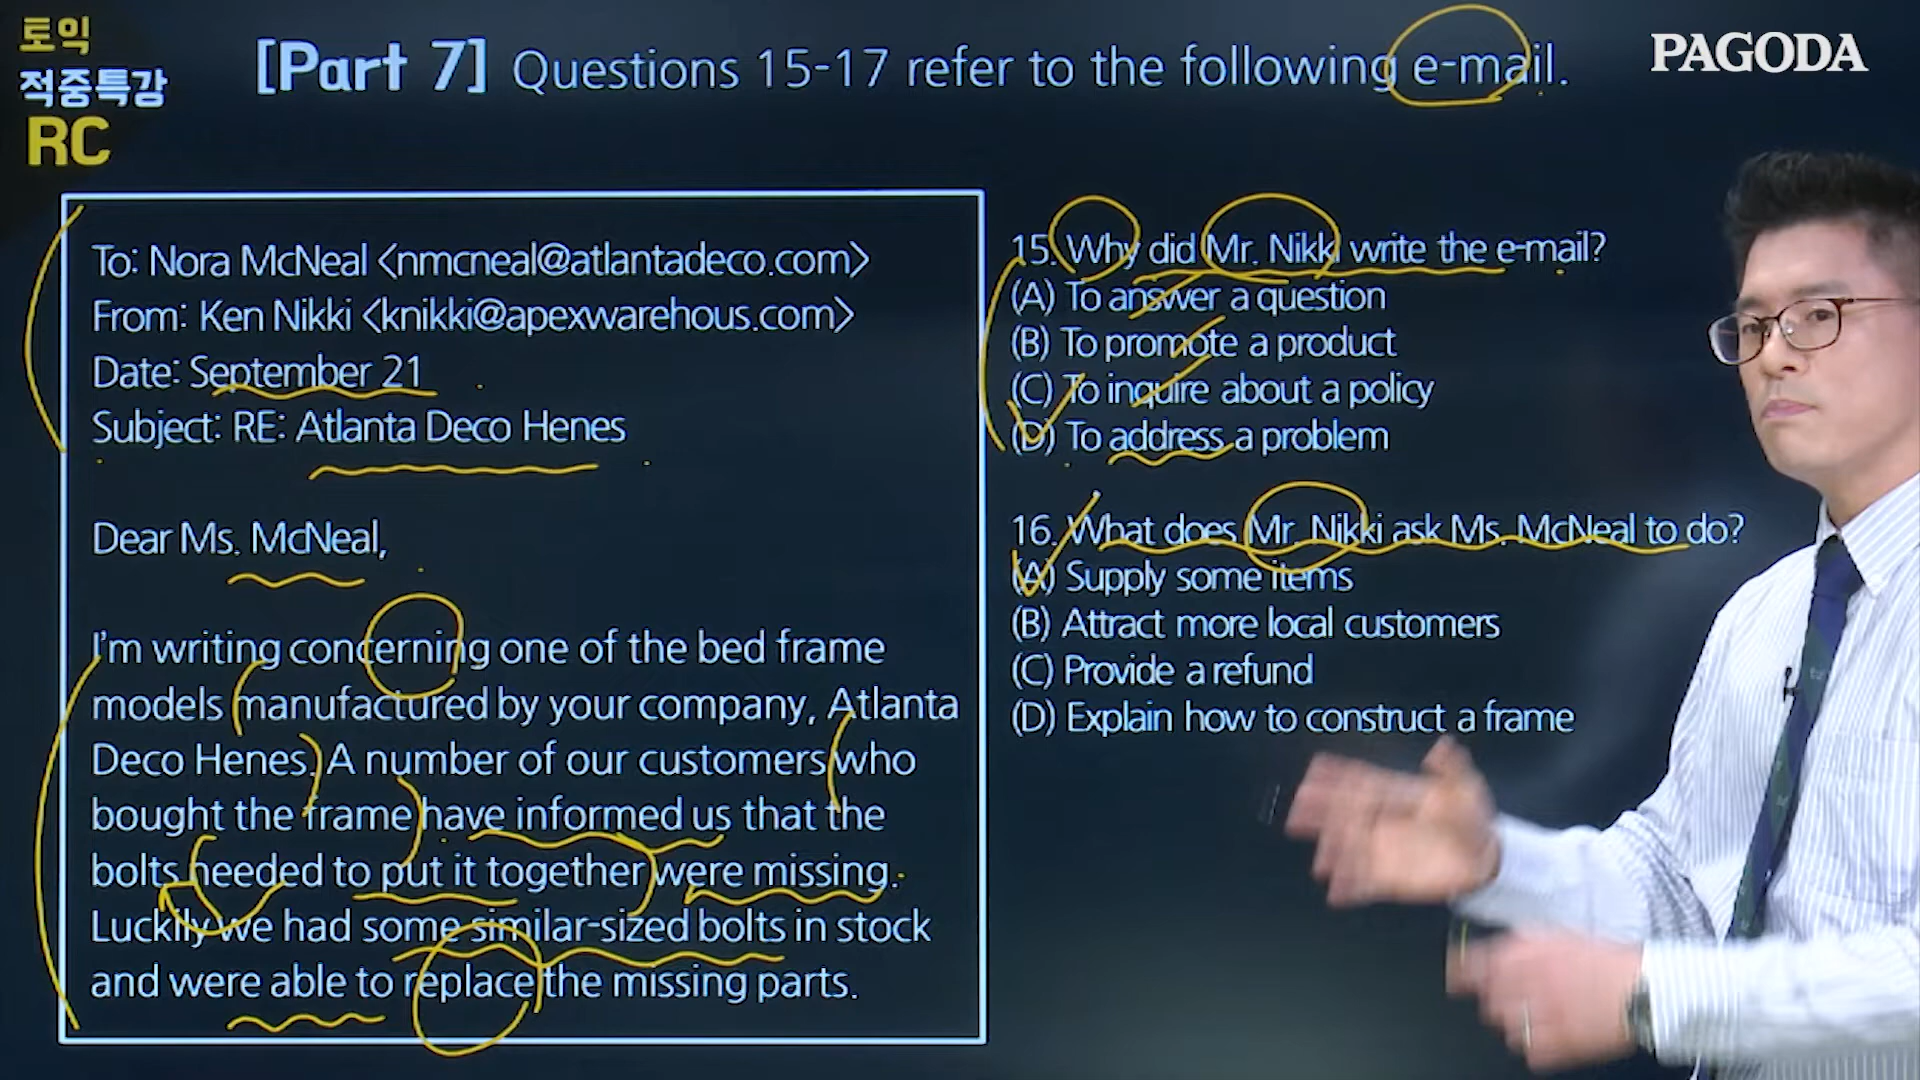 토익
적중특강
RC
[Part 7] Questions 15-17 refer to the following e-mail.
PAGODA
To: Nora McNeal <nmcneal@atlantadeco.com>
From: Ken Nikki <knikki@apexwarehous.com>
Date: September 21
Subject: RE: Atlanta Deco Henes
Dear Ms. McNeal,
I'm writing concerning one of the bed frame
models manufactured by your company, Atlanta
Deco Henes. A number of our customers who
bought the frame have informed us that the
bolts needed to put it together were missing.
Luckily we had some similar-sized bolts in stock
and were able to replace the missing parts.
15. Why did Mr. Nikki write the e-mail?
(A) To answer a question
(B) To promote a product
(C) To inquire about a policy
(D) To address a problem
16. What does Mr. Nikki ask Ms. McNeal to do?
(A) Supply some items
(B) Attract more local customers
(C) Provide a refund
(D) Explain how to construct a frame